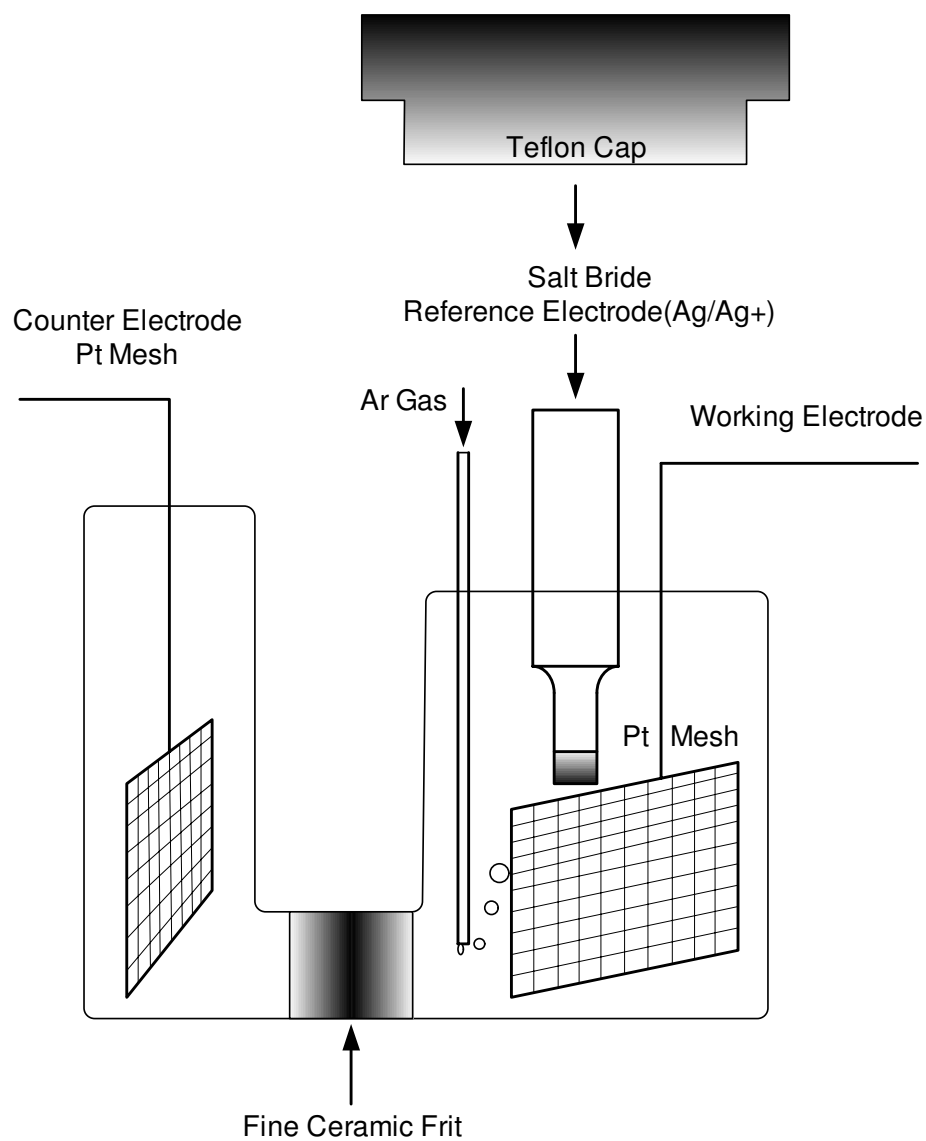 Teflon Cap
Salt Bride
Reference Electrode(Ag/Ag+)
Counter Electrode
Pt Mesh
Ar Gas
Working Electrode
Pt Mesh
Fine Ceramic Frit